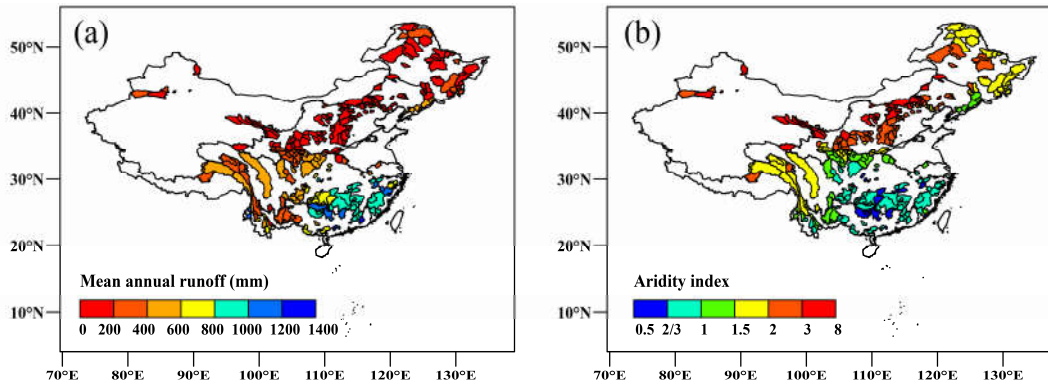 (a)
50°N
40°N
30°N
20°N
10°N
Mean annual runoff (mm)
0 200 400 600 800 1000 1200 1400
70°E 80°E 90°E 100°E 110°E 120°E 130°E
(b)
50°N
40°N
30°N
20°N
10°N
Aridity index
0.5 2/3 1 1.5 2 3 8
70°E 80°E 90°E 100°E 110°E 120°E 130°E